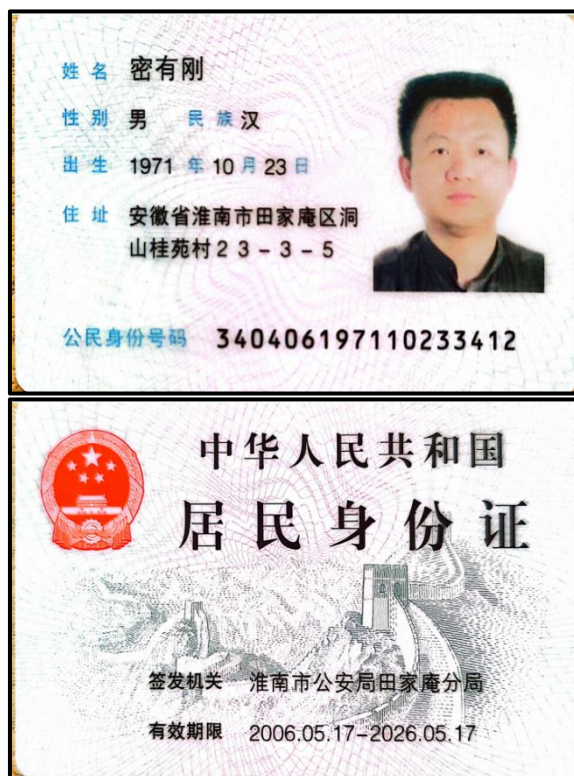 姓名 密有刚
性别 男 民族 汉
出生 1971 年 10 月 23 日
住址 安徽省淮南市田家庵区洞
山桂苑村23-3-5
公民身份号码 340406197110233412
中华人民共和国
居民身份证
签发机关 淮南市公安局田家庵分局
有效期限 2006.05.17-2026.05.17